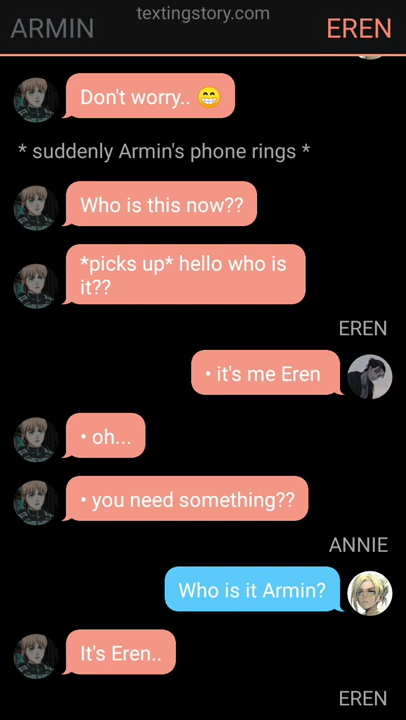 textingstory.com
ARMIN
EREN
Don't worry.. 😁
* suddenly Armin's phone rings *
Who is this now??
*picks up* hello who is
it??
EREN
• it's me Eren
• oh...
• you need something??
ANNIE
Who is it Armin?
It's Eren..
EREN